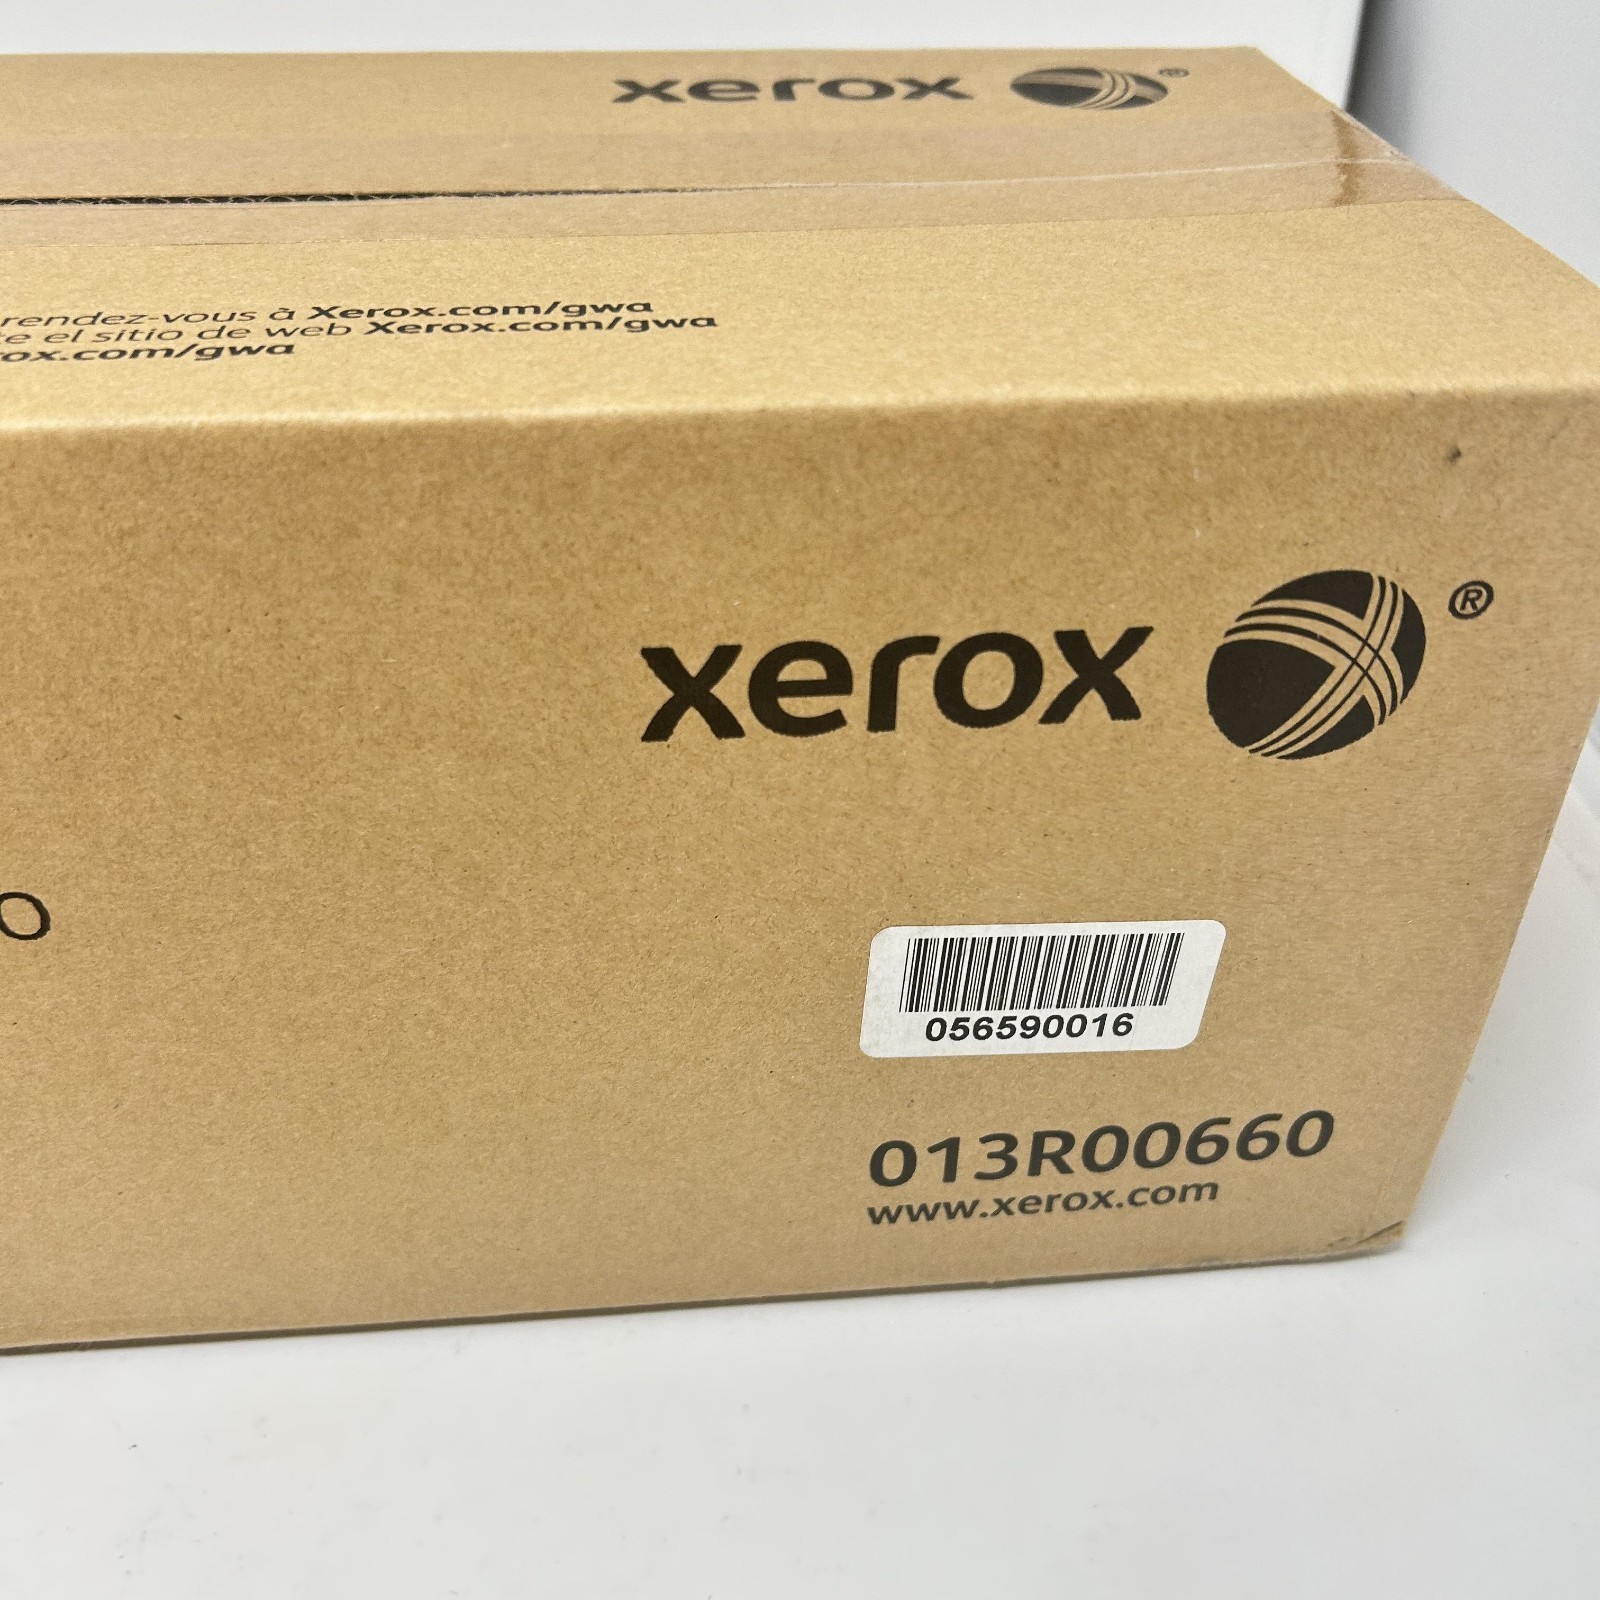 xerox ®
rendez-vous à Xerox.com/gwa
el sitio de web Xerox.com/gwa
ox.com/gwa
xerox ®
o
056590016
013R00660
www.xerox.com